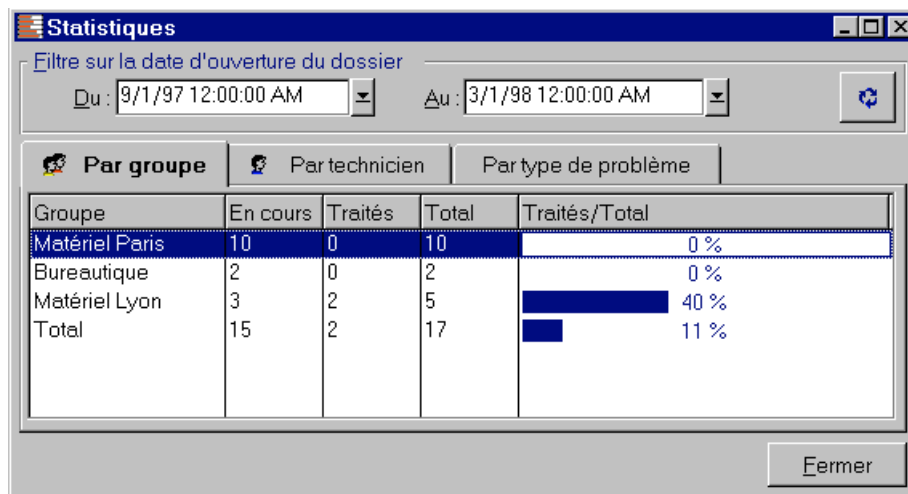 Statistiques
Filtre sur la date d'ouverture du dossier
Du : 9/1/97 12:00:00 AM Au : 3/1/98 12:00:00 AM
Par groupe Par technicien Par type de problème
Groupe En cours Traités Total Traités/Total
Matériel Paris 10 0 10 0 %
Bureautique 2 0 2 0 %
Matériel Lyon 3 2 5 40 %
Total 15 2 17 11 %
Fermer